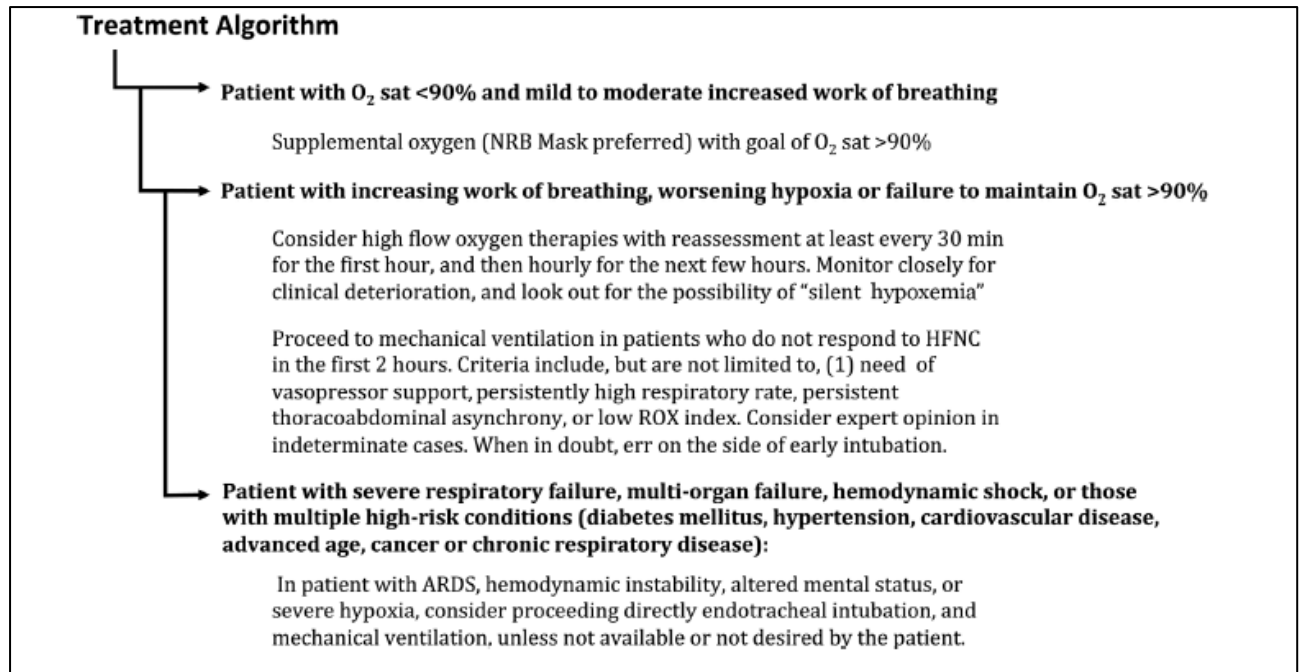 Treatment Algorithm
Patient with O₂ sat <90% and mild to moderate increased work of breathing
Supplemental oxygen (NRB Mask preferred) with goal of O₂ sat >90%
Patient with increasing work of breathing, worsening hypoxia or failure to maintain O₂ sat >90%
Consider high flow oxygen therapies with reassessment at least every 30 min
for the first hour, and then hourly for the next few hours. Monitor closely for
clinical deterioration, and look out for the possibility of “silent hypoxemia”
Proceed to mechanical ventilation in patients who do not respond to HFNC
in the first 2 hours. Criteria include, but are not limited to, (1) need of
vasopressor support, persistently high respiratory rate, persistent
thoracoabdominal asynchrony, or low ROX index. Consider expert opinion in
indeterminate cases. When in doubt, err on the side of early intubation.
Patient with severe respiratory failure, multi-organ failure, hemodynamic shock, or those
with multiple high-risk conditions (diabetes mellitus, hypertension, cardiovascular disease,
advanced age, cancer or chronic respiratory disease):
In patient with ARDS, hemodynamic instability, altered mental status, or
severe hypoxia, consider proceeding directly endotracheal intubation, and
mechanical ventilation, unless not available or not desired by the patient.